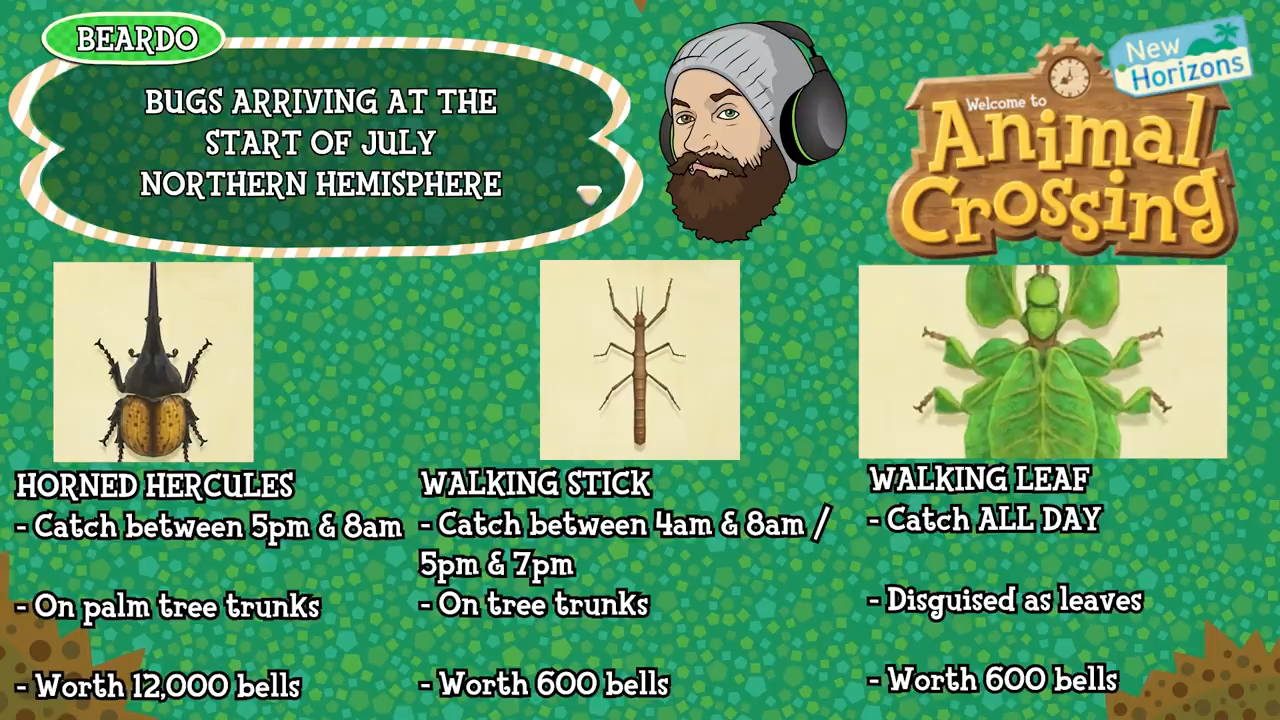 BEARDO
BUGS ARRIVING AT THE
START OF JULY
NORTHERN HEMISPHERE
Welcome to
Animal
Crossing
New
Horizons
HORNED HERCULES
- Catch between 5pm & 8am
- On palm tree trunks
- Worth 12,000 bells
WALKING STICK
- Catch between 4am & 8am /
5pm & 7pm
- On tree trunks
- Worth 600 bells
WALKING LEAF
- Catch ALL DAY
- Disguised as leaves
- Worth 600 bells